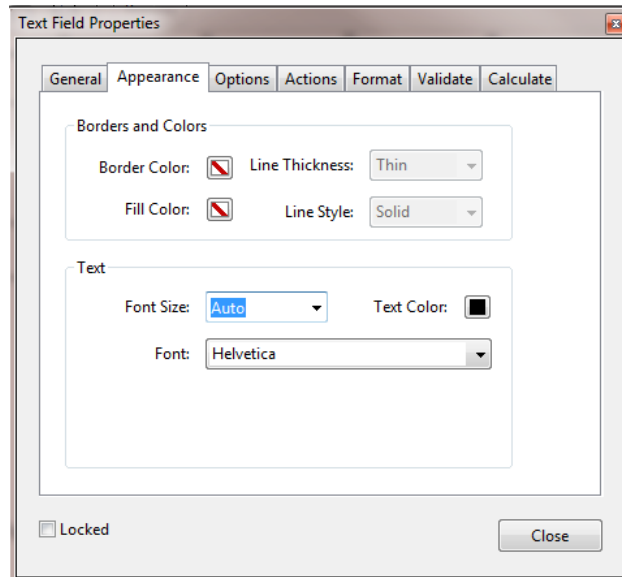 Text Field Properties
General Appearance Options Actions Format Validate Calculate
Borders and Colors
Border Color: Line Thickness: Thin
Fill Color: Line Style: Solid
Text
Font Size: Auto Text Color:
Font: Helvetica
Locked
Close